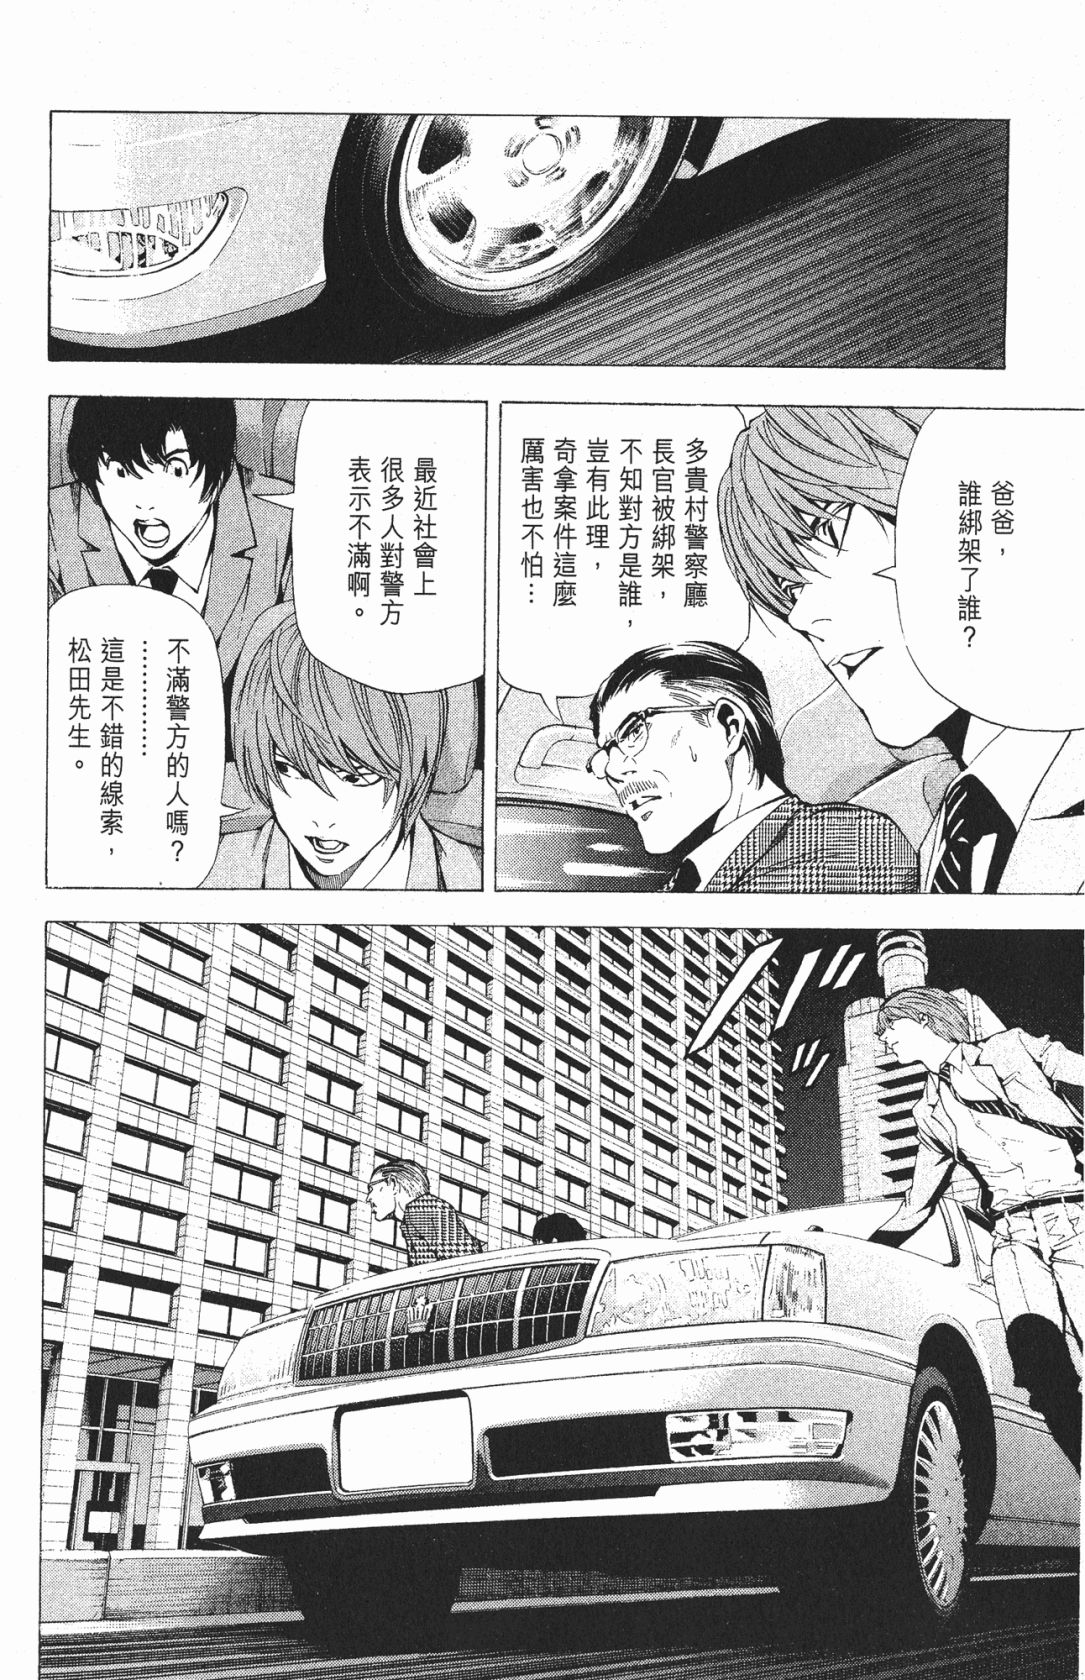 爸爸，
誰綁架了誰？
多貴村警察廳
長官被綁架，
不知對方是誰，
豈有此理，
奇拿案件這麼
厲害也不怕…
最近社會上
很多人對警方
表示不滿啊。
不滿警方的人嗎？
…………
這是不錯的線索，
松田先生。